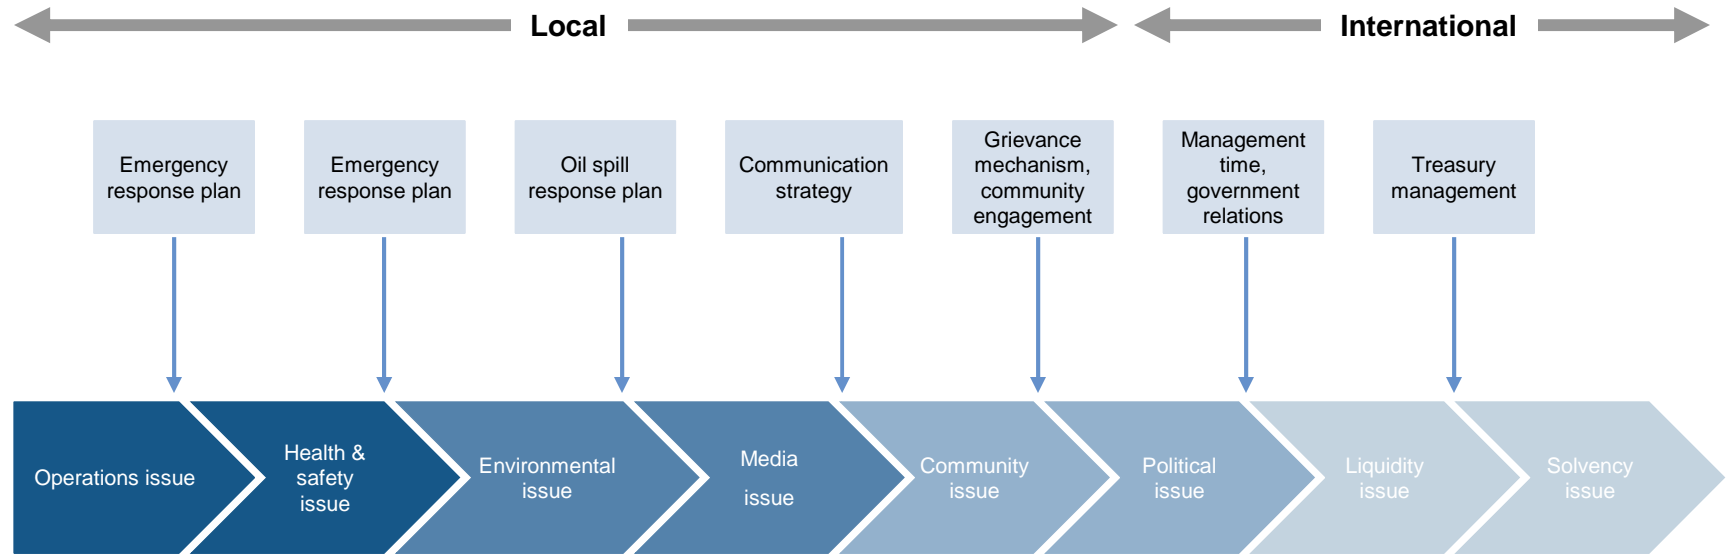 Local
International
Emergency
response plan
Emergency
response plan
Oil spill
response plan
Communication
strategy
Grievance
mechanism,
community
engagement
Management
time,
government
relations
Treasury
management
Operations issue
Health &
safety
issue
Environmental
issue
Media
issue
Community
issue
Political
issue
Liquidity
issue
Solvency
issue